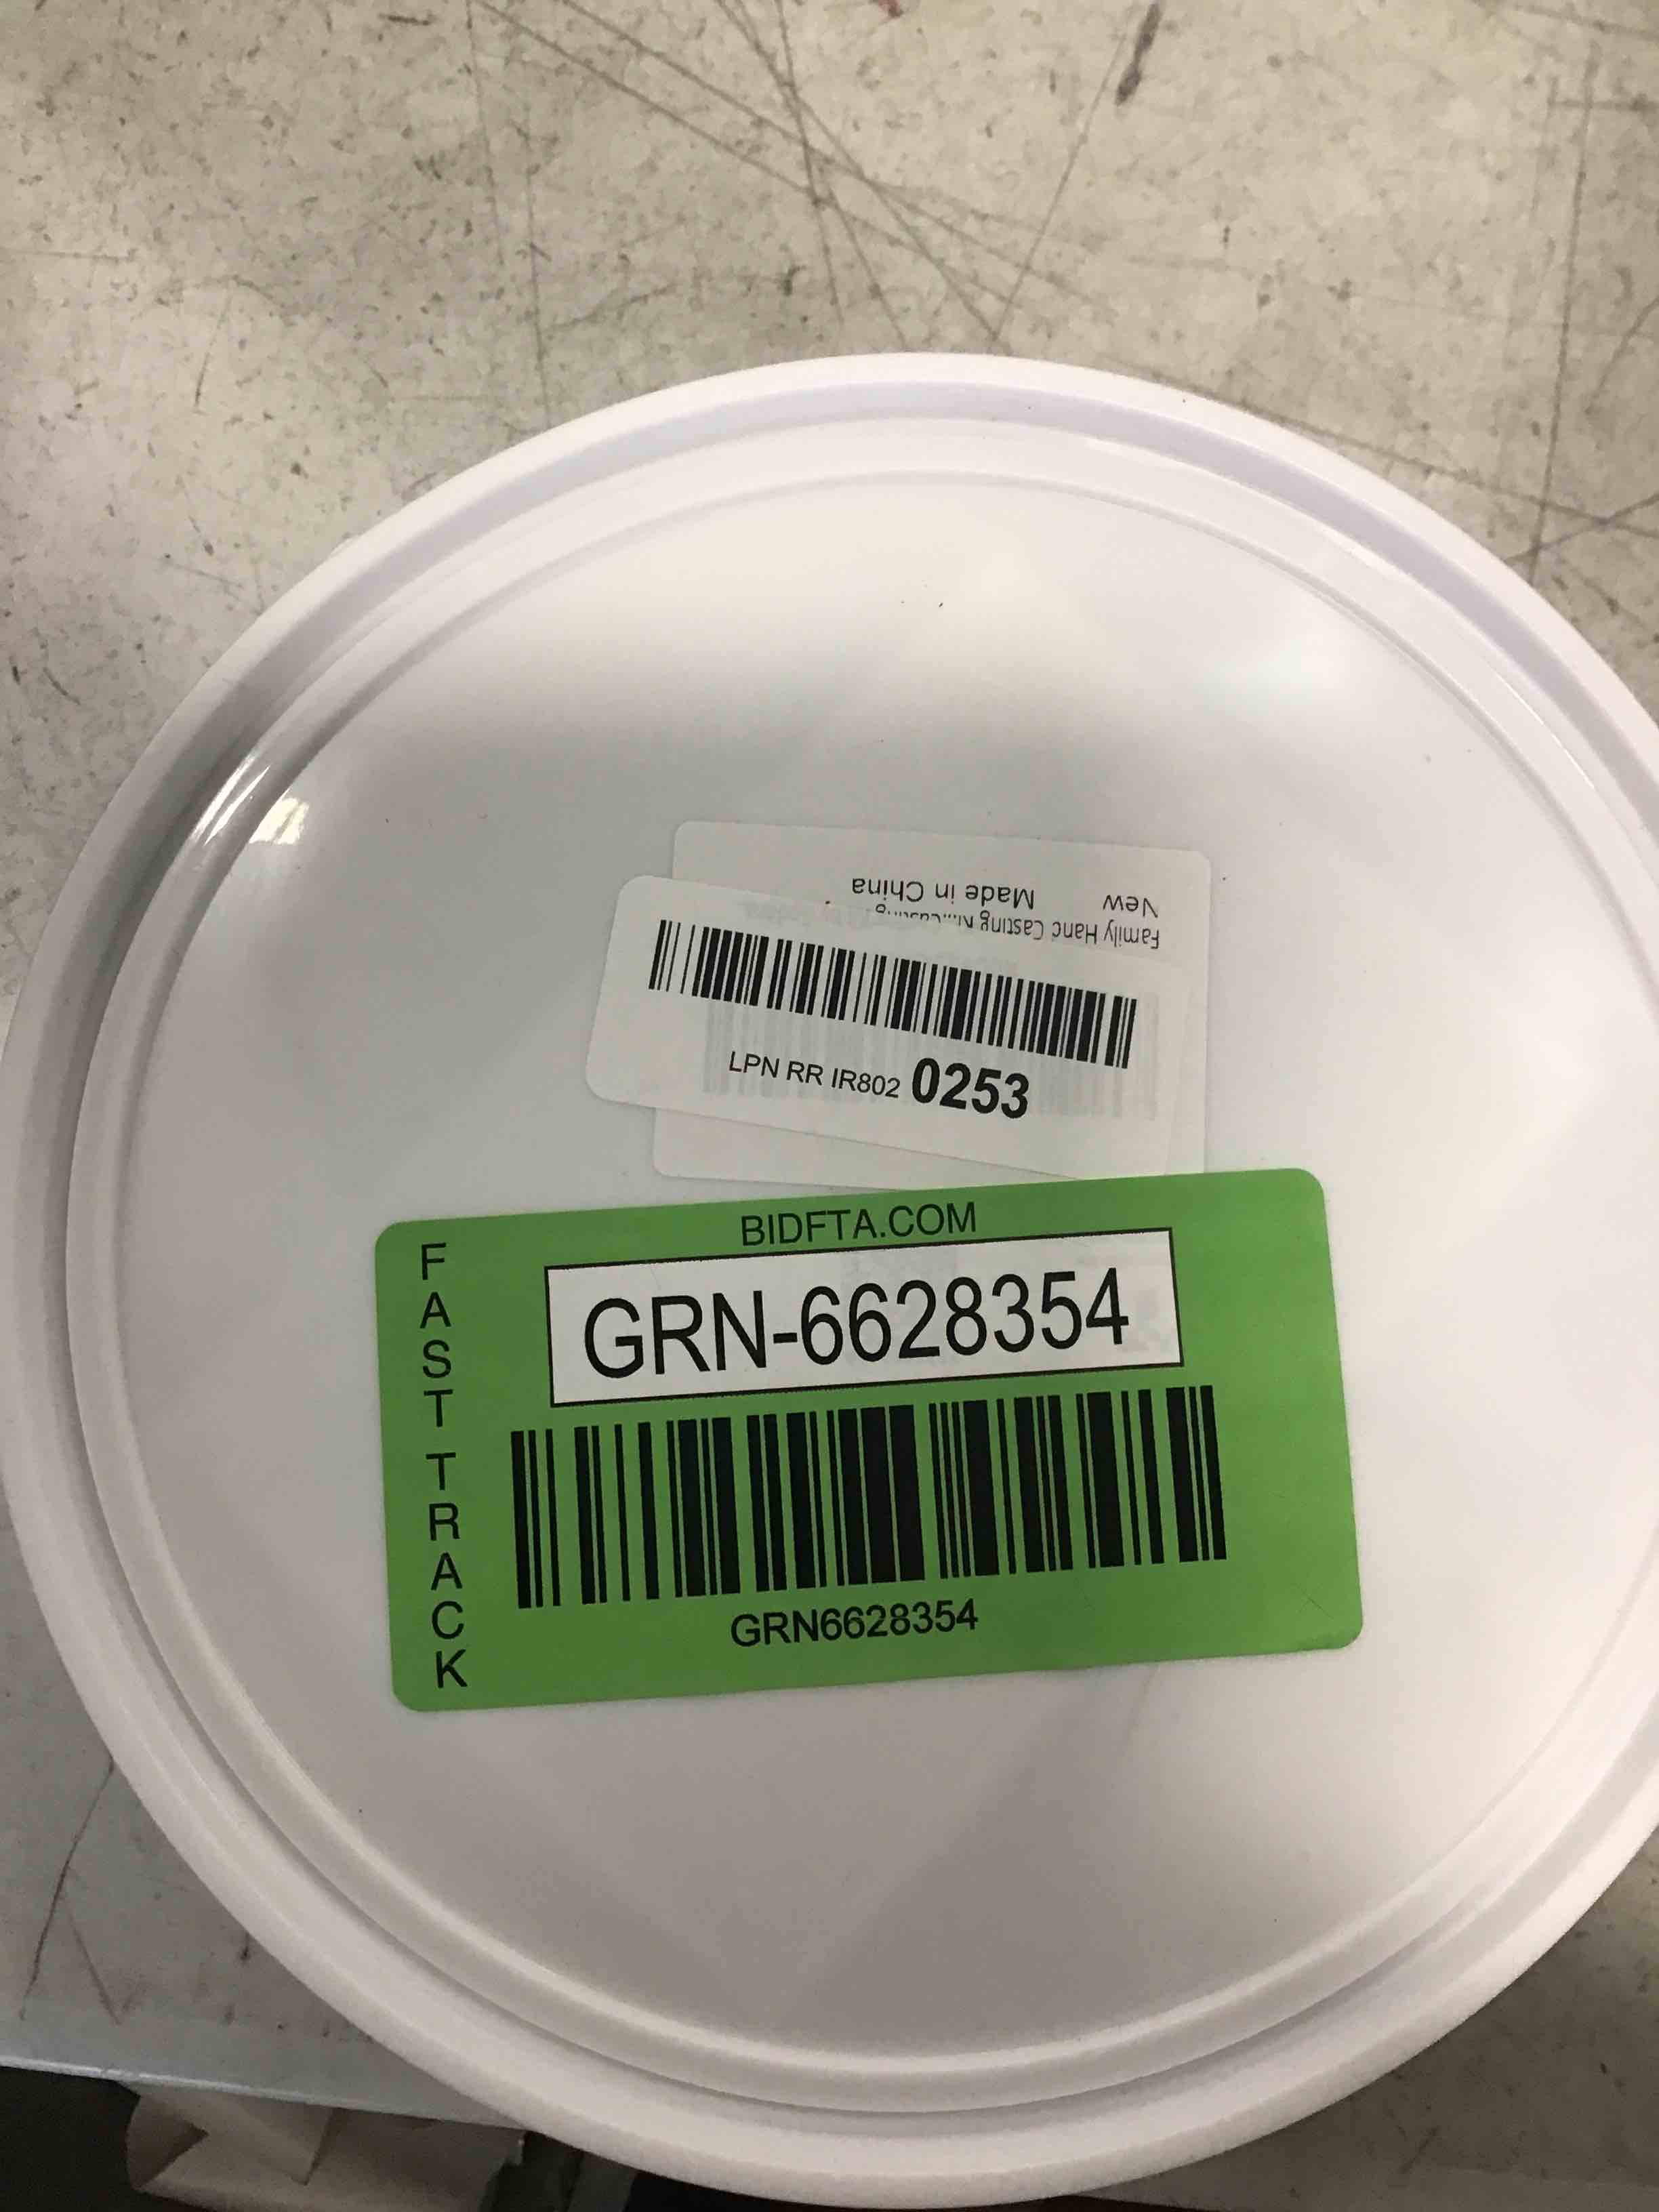 New Made in China
Family Hand Casting
LPN RR IR802 0253
BIDFTA.COM
FAST TRACK
GRN-6628354
GRN6628354